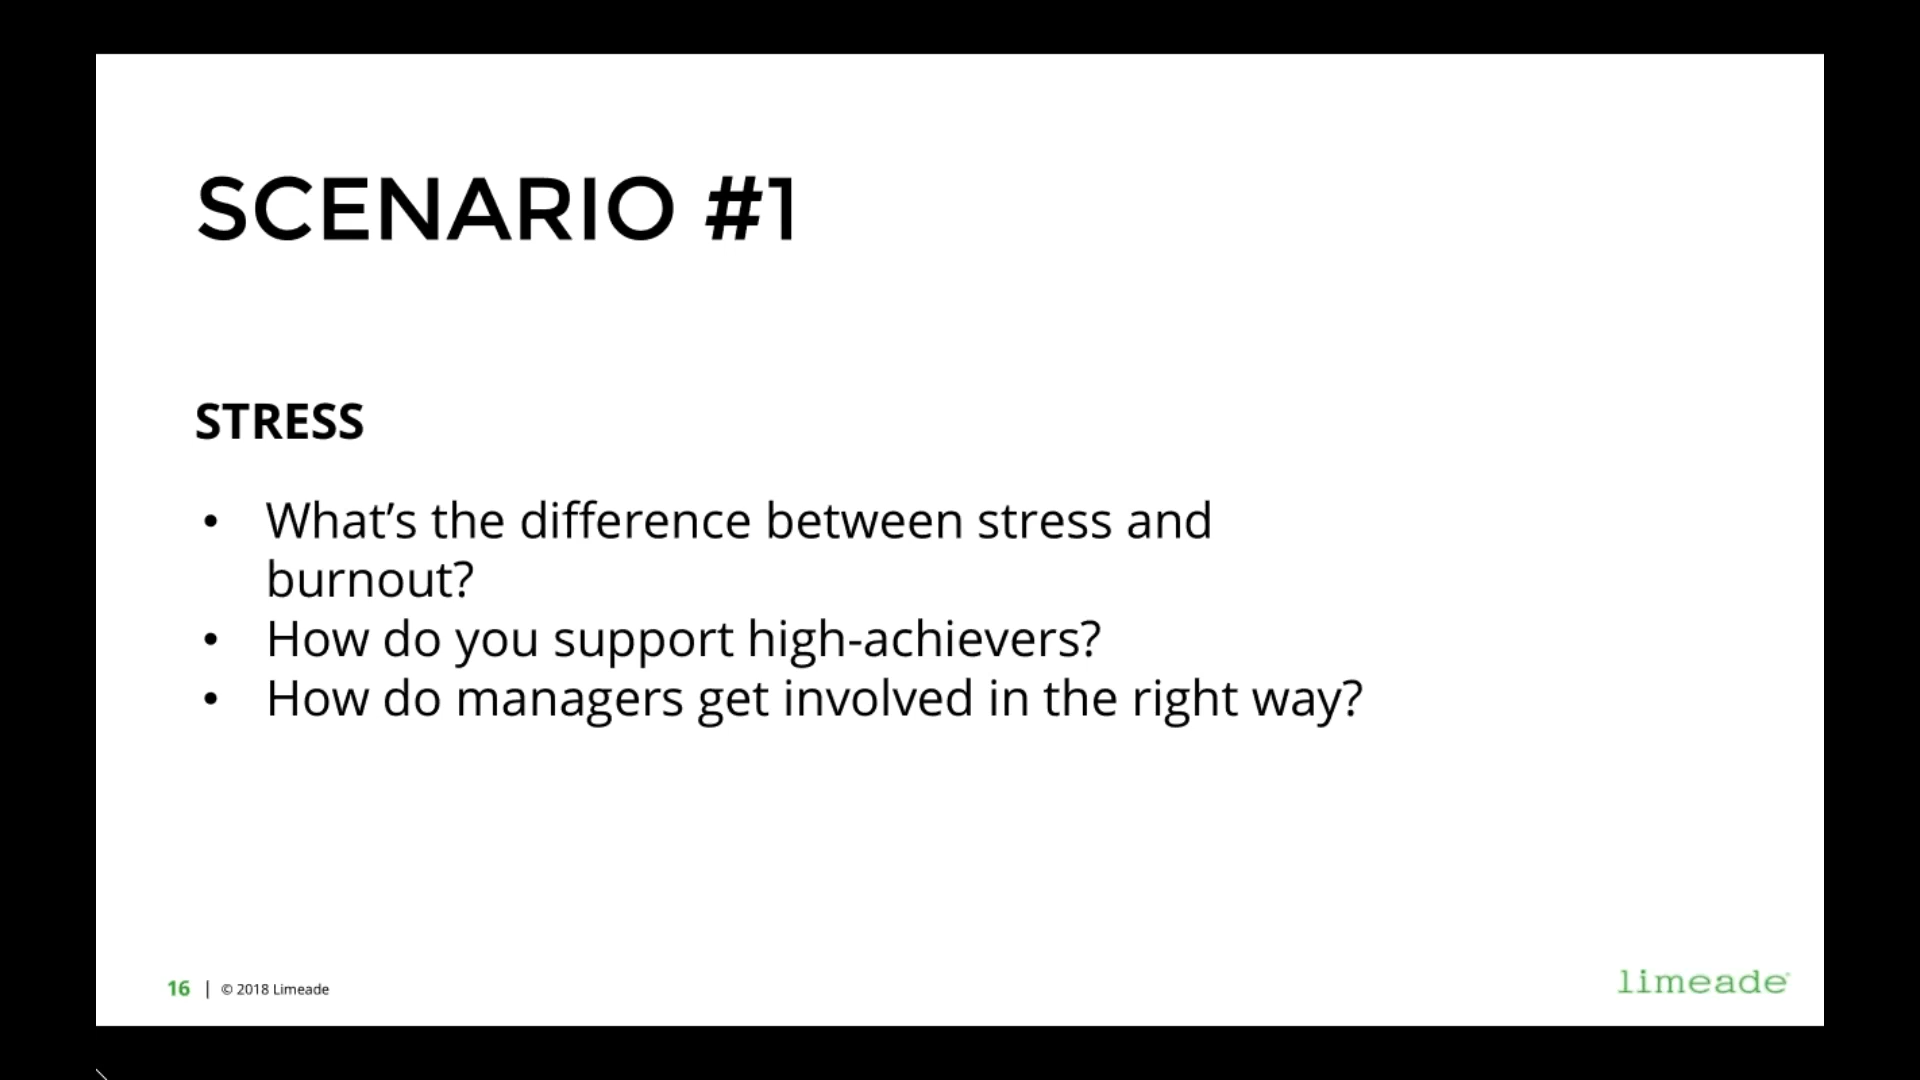 SCENARIO #1
STRESS
• What’s the difference between stress and
burnout?
• How do you support high-achievers?
• How do managers get involved in the right way?
16 | © 2018 Limeade
limeade